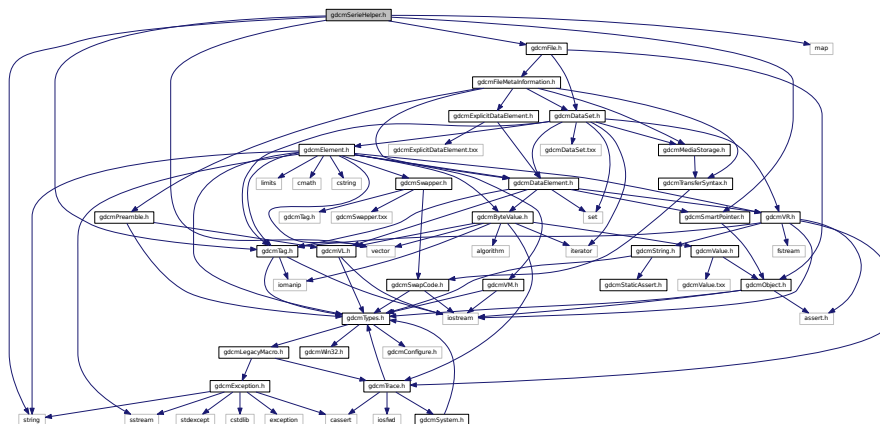 gdcmSerieHelper.h
gdcmFile.h
map
gdcmFileMetaInformation.h
gdcmExplicitDataElement.h
gdcmDataSet.h
gdcmElement.h
gdcmExplicitDataElement.txx
gdcmDataSet.txx
gdcmMediaStorage.h
limits
cmath
cstring
gdcmSwapper.h
gdcmDataElement.h
gdcmTransferSyntax.h
gdcmPreamble.h
gdcmTag.h
gdcmSwapper.txx
gdcmByteValue.h
set
gdcmSmartPointer.h
gdcmVR.h
gdcmTag.h
gdcmVL.h
vector
algorithm
iterator
gdcmString.h
gdcmValue.h
fstream
iomanip
gdcmSwapCode.h
gdcmVM.h
gdcmStaticAssert.h
gdcmValue.txx
gdcmObject.h
gdcmTypes.h
iostream
assert.h
gdcmLegacyMacro.h
gdcmWin32.h
gdcmConfigure.h
gdcmException.h
gdcmTrace.h
string
sstream
stdexcept
cstdlib
exception
cassert
iosfwd
gdcmSystem.h